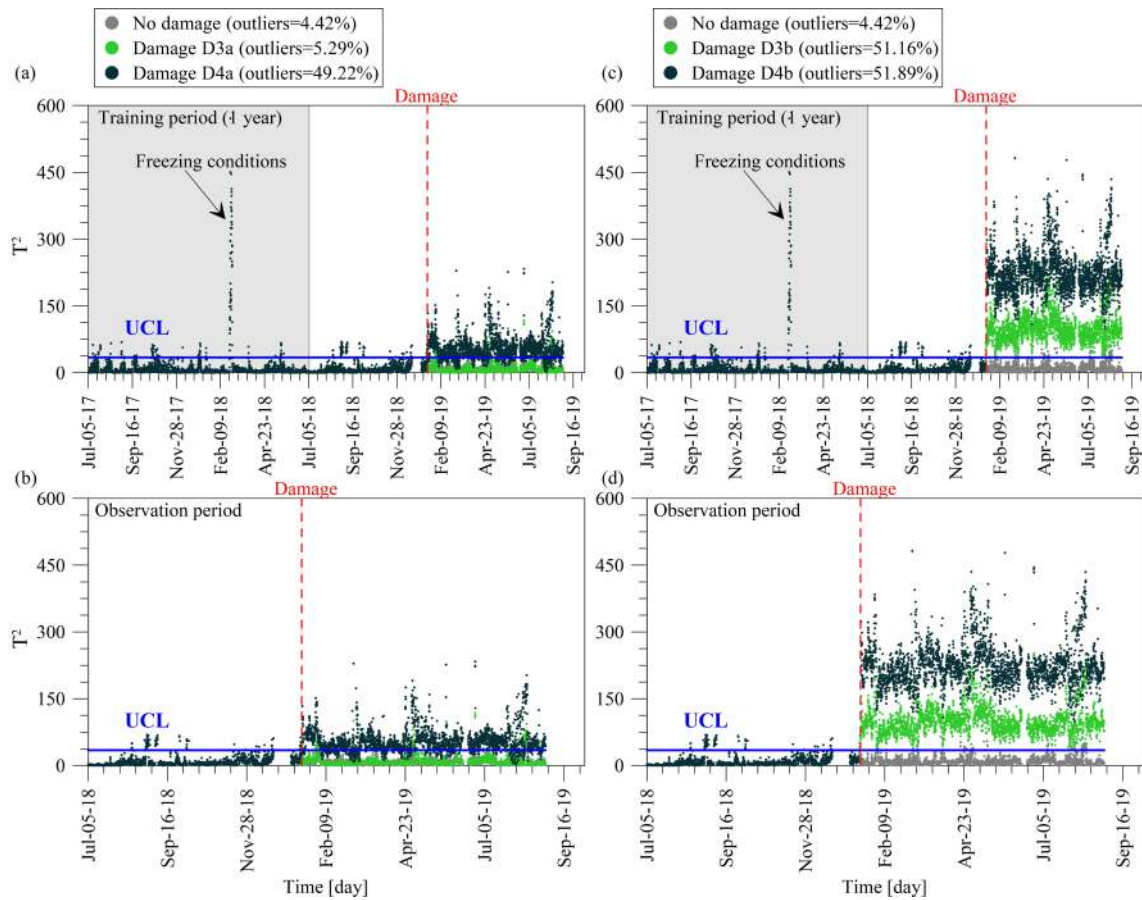 No damage (outliers=4.42%)
Damage D3a (outliers=5.29%)
Damage D4a (outliers=49.22%)
No damage (outliers=4.42%)
Damage D3b (outliers=51.16%)
Damage D4b (outliers=51.89%)
(a)
Damage
600
450
300
150
0
T²
Training period (1 year)
Freezing conditions
UCL
Jul-05-17
Sep-16-17
Nov-28-17
Feb-09-18
Apr-23-18
Jul-05-18
Sep-16-18
Nov-28-18
Feb-09-19
Apr-23-19
Jul-05-19
Sep-16-19
(c)
Damage
600
450
300
150
0
Training period (1 year)
Freezing conditions
UCL
Jul-05-17
Sep-16-17
Nov-28-17
Feb-09-18
Apr-23-18
Jul-05-18
Sep-16-18
Nov-28-18
Feb-09-19
Apr-23-19
Jul-05-19
Sep-16-19
(b)
Damage
600
450
300
150
0
T²
Observation period
UCL
Jul-05-18
Sep-16-18
Nov-28-18
Feb-09-19
Apr-23-19
Jul-05-19
Sep-16-19
Time [day]
(d)
Damage
600
450
300
150
0
Observation period
UCL
Jul-05-18
Sep-16-18
Nov-28-18
Feb-09-19
Apr-23-19
Jul-05-19
Sep-16-19
Time [day]